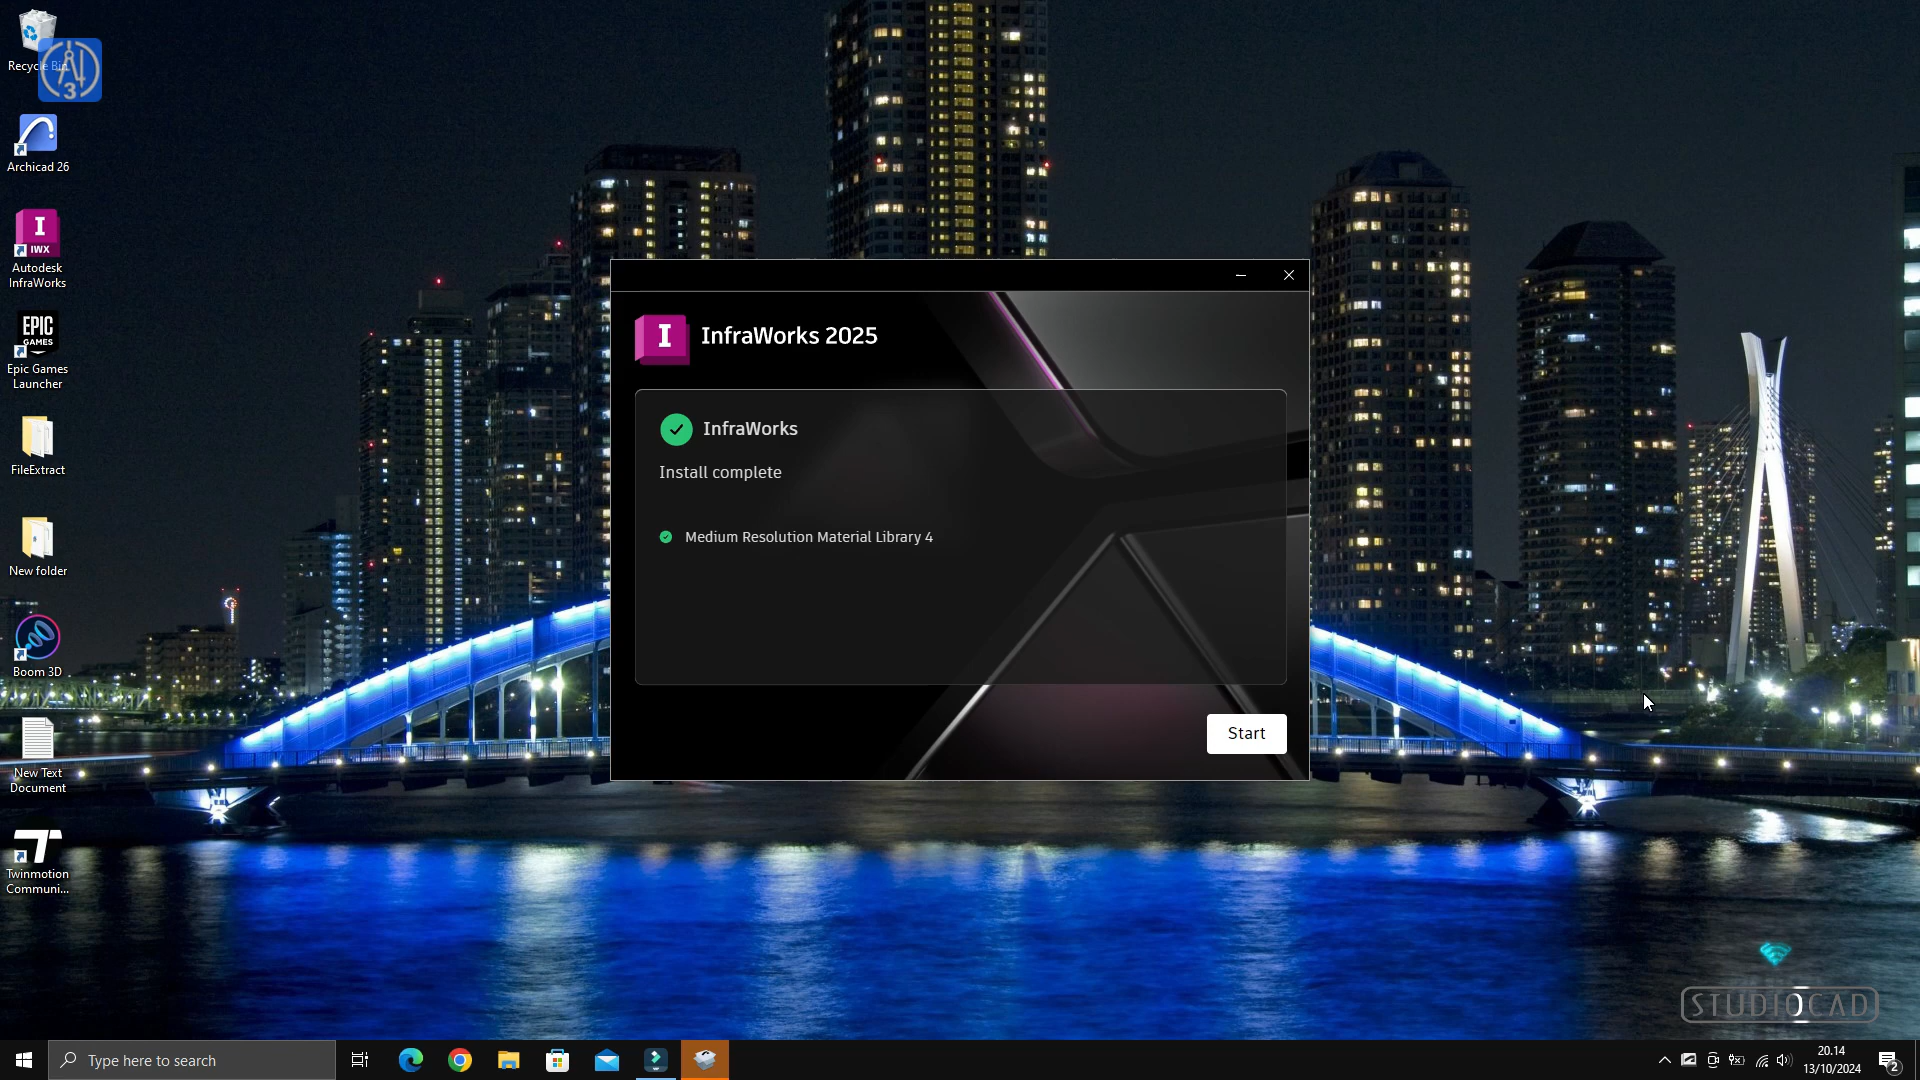 Recycle Bin
3
Archicad 26
I
IWX
Autodesk
InfraWorks
EPIC
GAMES
Epic Games
Launcher
FileExtract
New folder
Boom 3D
New Text
Document
Twinmotion
Communi...
I
InfraWorks 2025
InfraWorks
Install complete
Medium Resolution Material Library 4
Start
STUDIOCAD
Type here to search
20.14
13/10/2024
2